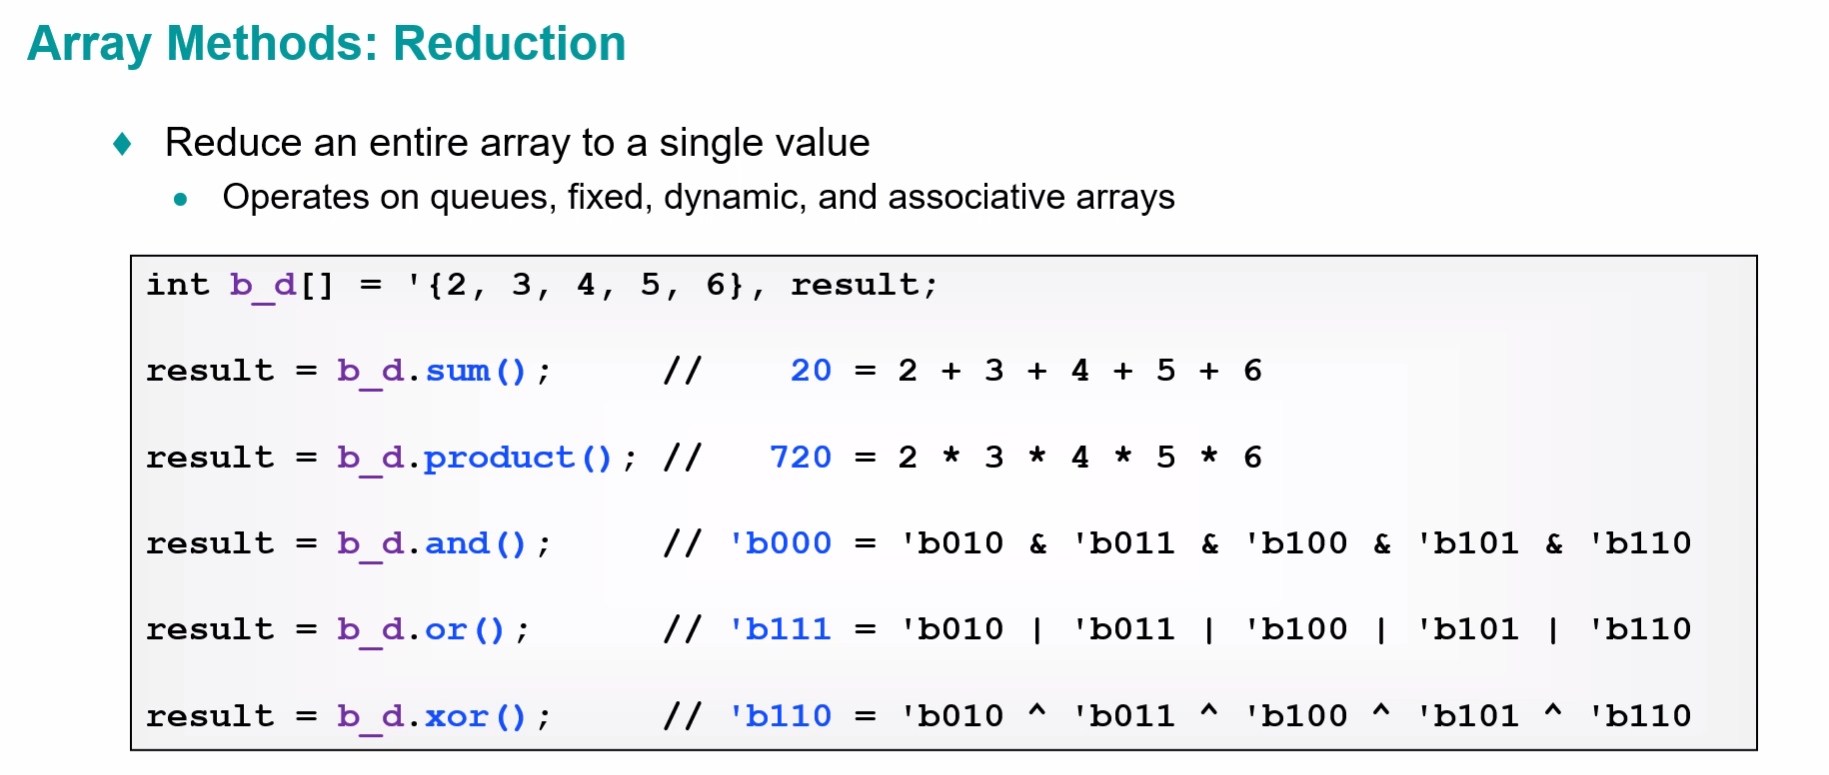 Array Methods: Reduction
♦ Reduce an entire array to a single value
• Operates on queues, fixed, dynamic, and associative arrays
int b_d[] = '{2, 3, 4, 5, 6}, result;
result = b_d.sum(); // 20 = 2 + 3 + 4 + 5 + 6
result = b_d.product(); // 720 = 2 * 3 * 4 * 5 * 6
result = b_d.and(); // 'b000 = 'b010 & 'b011 & 'b100 & 'b101 & 'b110
result = b_d.or(); // 'b111 = 'b010 | 'b011 | 'b100 | 'b101 | 'b110
result = b_d.xor(); // 'b110 = 'b010 ^ 'b011 ^ 'b100 ^ 'b101 ^ 'b110